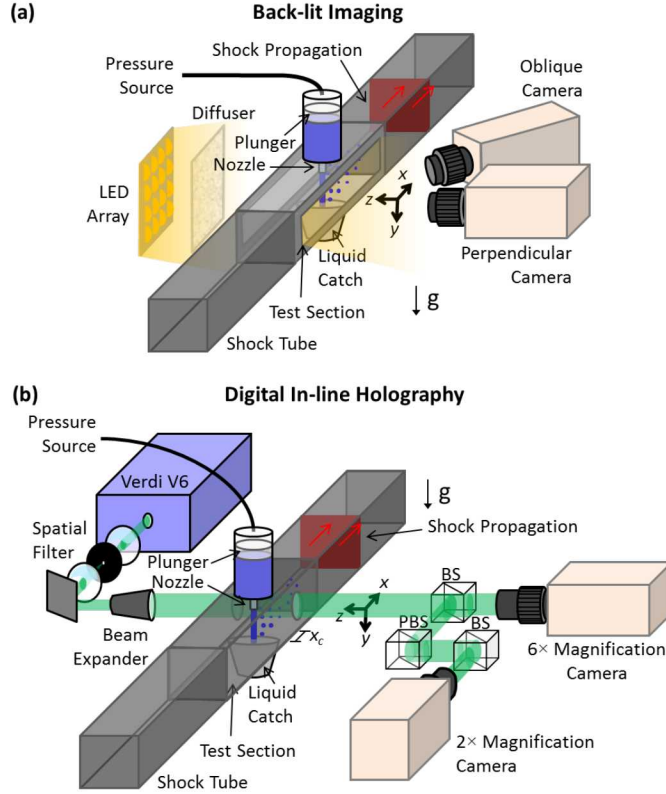 (a)
Back-lit Imaging
Shock Propagation
Pressure
Source
Oblique
Camera
Diffuser
Plunger
Nozzle
LED
Array
x
z
y
Liquid
Catch
Perpendicular
Camera
Test Section
g
Shock Tube
(b)
Digital In-line Holography
Pressure
Source
Verdi V6
g
Spatial
Filter
Shock Propagation
Plunger
Nozzle
BS
x
z
y
PBS
BS
Beam
Expander
x_c
6× Magnification
Camera
Liquid
Catch
Test Section
2× Magnification
Camera
Shock Tube